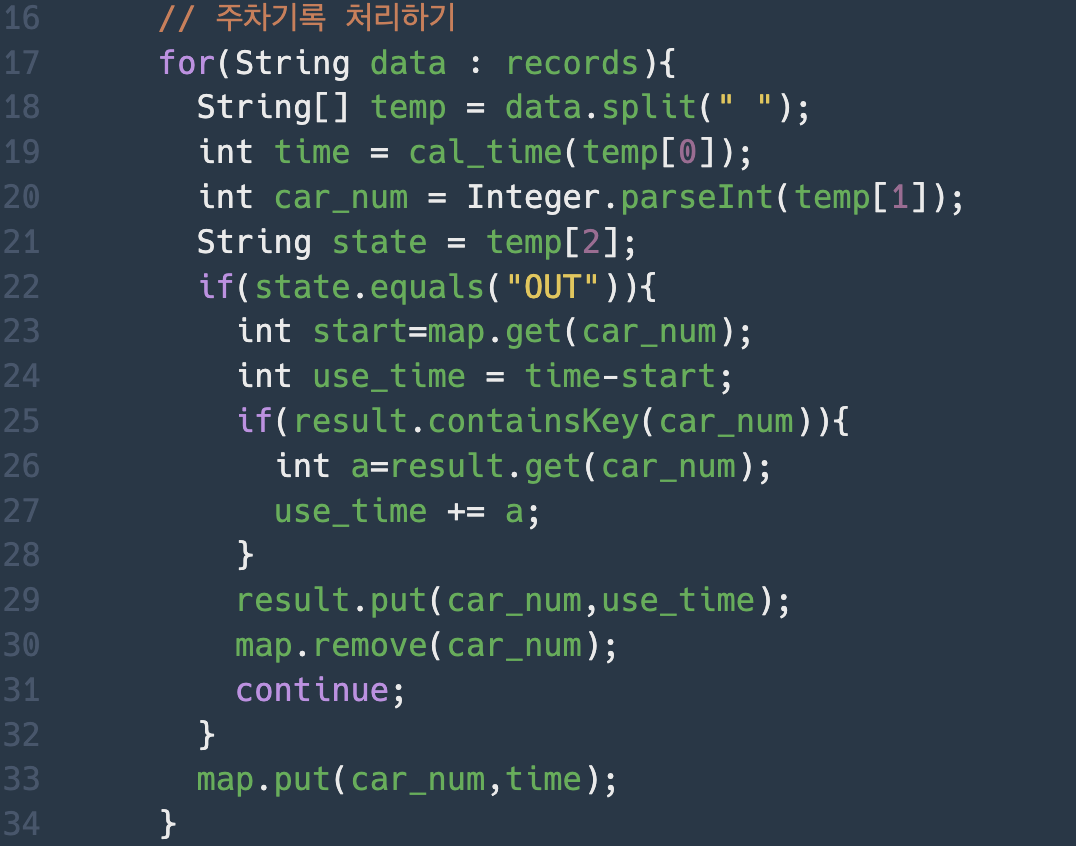 16 // 주차기록 처리하기
17 for(String data : records){
18 String[] temp = data.split(" ");
19 int time = cal_time(temp[0]);
20 int car_num = Integer.parseInt(temp[1]);
21 String state = temp[2];
22 if(state.equals("OUT")){
23 int start=map.get(car_num);
24 int use_time = time-start;
25 if(result.containsKey(car_num)){
26 int a=result.get(car_num);
27 use_time += a;
28 }
29 result.put(car_num,use_time);
30 map.remove(car_num);
31 continue;
32 }
33 map.put(car_num,time);
34 }